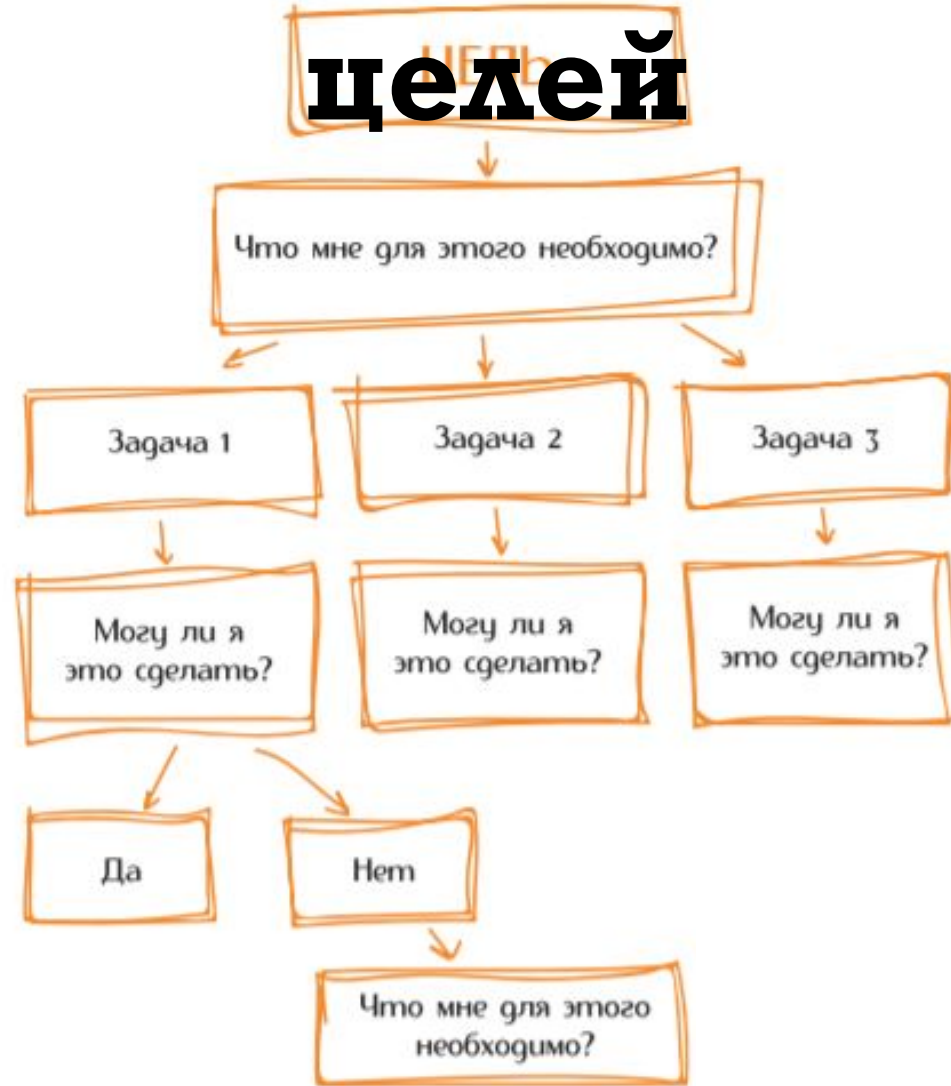 целей
ЦЕЛЬ
Что мне для этого необходимо?
Задача 1
Задача 2
Задача 3
Могу ли я
это сделать?
Могу ли я
это сделать?
Могу ли я
это сделать?
Да
Нет
Что мне для этого
необходимо?